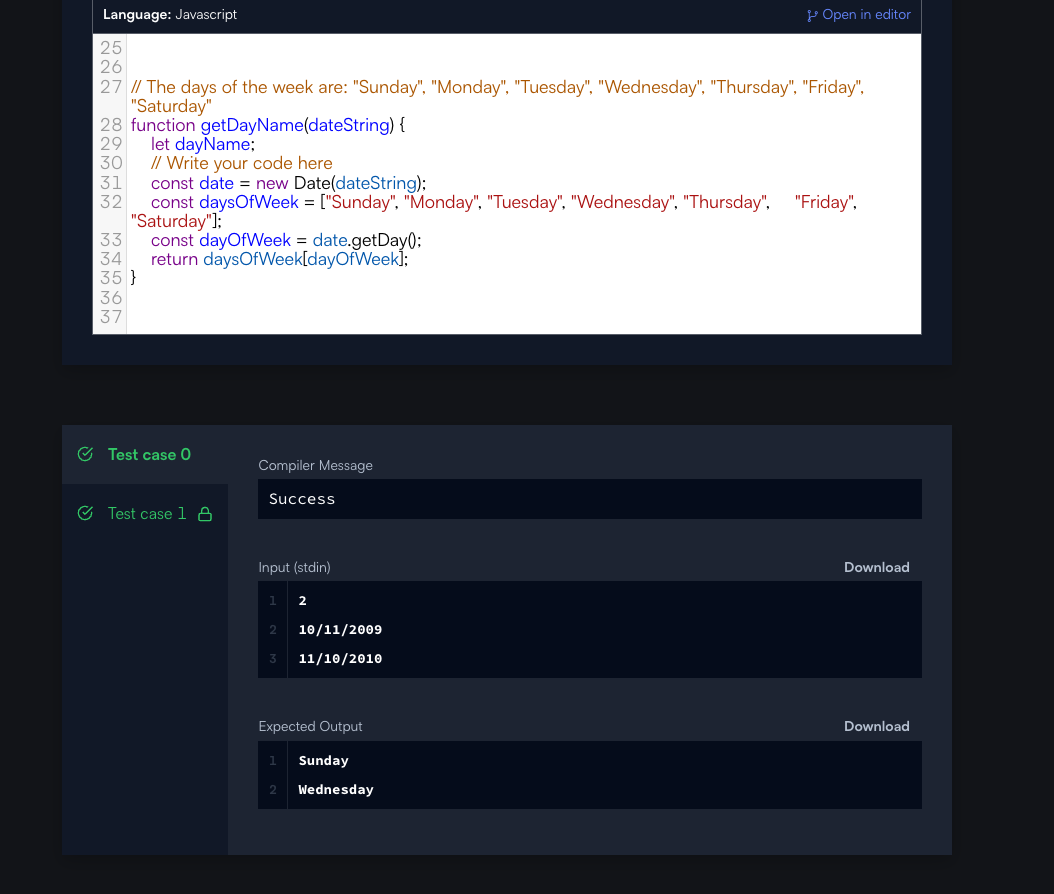 Language: Javascript
Open in editor
25
26
27 // The days of the week are: "Sunday", "Monday", "Tuesday", "Wednesday", "Thursday", "Friday",
"Saturday"
28 function getDayName(dateString) {
29 let dayName;
30 // Write your code here
31 const date = new Date(dateString);
32 const daysOfWeek = ["Sunday", "Monday", "Tuesday", "Wednesday", "Thursday", "Friday",
"Saturday"];
33 const dayOfWeek = date.getDay();
34 return daysOfWeek[dayOfWeek];
35 }
36
37
Test case 0
Test case 1
Compiler Message
Success
Input (stdin)
Download
1 2
2 10/11/2009
3 11/10/2010
Expected Output
Download
1 Sunday
2 Wednesday